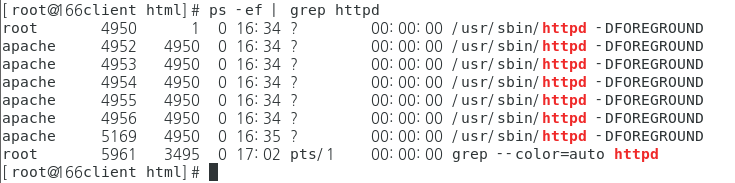 [root@166client html]# ps -ef | grep httpd
root 4950 1 0 16:34 ? 00:00:00 /usr/sbin/httpd -DFOREGROUND
apache 4952 4950 0 16:34 ? 00:00:00 /usr/sbin/httpd -DFOREGROUND
apache 4953 4950 0 16:34 ? 00:00:00 /usr/sbin/httpd -DFOREGROUND
apache 4954 4950 0 16:34 ? 00:00:00 /usr/sbin/httpd -DFOREGROUND
apache 4955 4950 0 16:34 ? 00:00:00 /usr/sbin/httpd -DFOREGROUND
apache 4956 4950 0 16:34 ? 00:00:00 /usr/sbin/httpd -DFOREGROUND
apache 5169 4950 0 16:35 ? 00:00:00 /usr/sbin/httpd -DFOREGROUND
root 5961 3495 0 17:02 pts/1 00:00:00 grep --color=auto httpd
[root@166client html]#